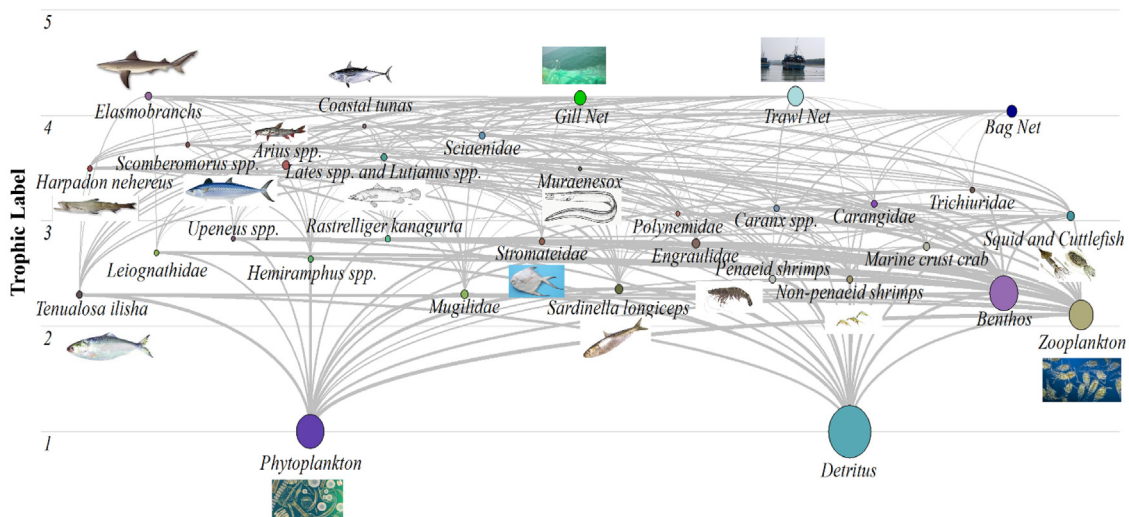 5
Elasmobranchs
Coastal tunas
Gill Net
Trawl Net
Bag Net
4
Scomberomorus spp.
Arius spp.
Sciaenidae
Harpadon nehereus
Lates spp. and Lutjanus spp.
Muraenesox
Trichiuridae
Trophic Label
3
Upeneus spp.
Rastrelliger kanagurta
Polynemidae
Caranx spp.
Carangidae
Squid and Cuttlefish
Leiognathidae
Hemiramphus spp.
Stromateidae
Engraulidae
Penaeid shrimps
Marine crust crab
Tenualosa ilisha
Mugilidae
Sardinella longiceps
Non-penaeid shrimps
Benthos
2
Zooplankton
1
Phytoplankton
Detritus